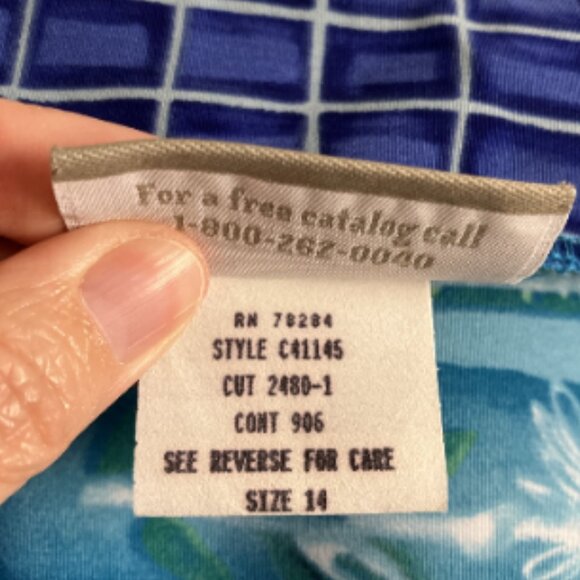 For a free catalog call
1-800-262-0040
RN 78284
STYLE C41145
CUT 2480-1
CONT 906
SEE REVERSE FOR CARE
SIZE 14